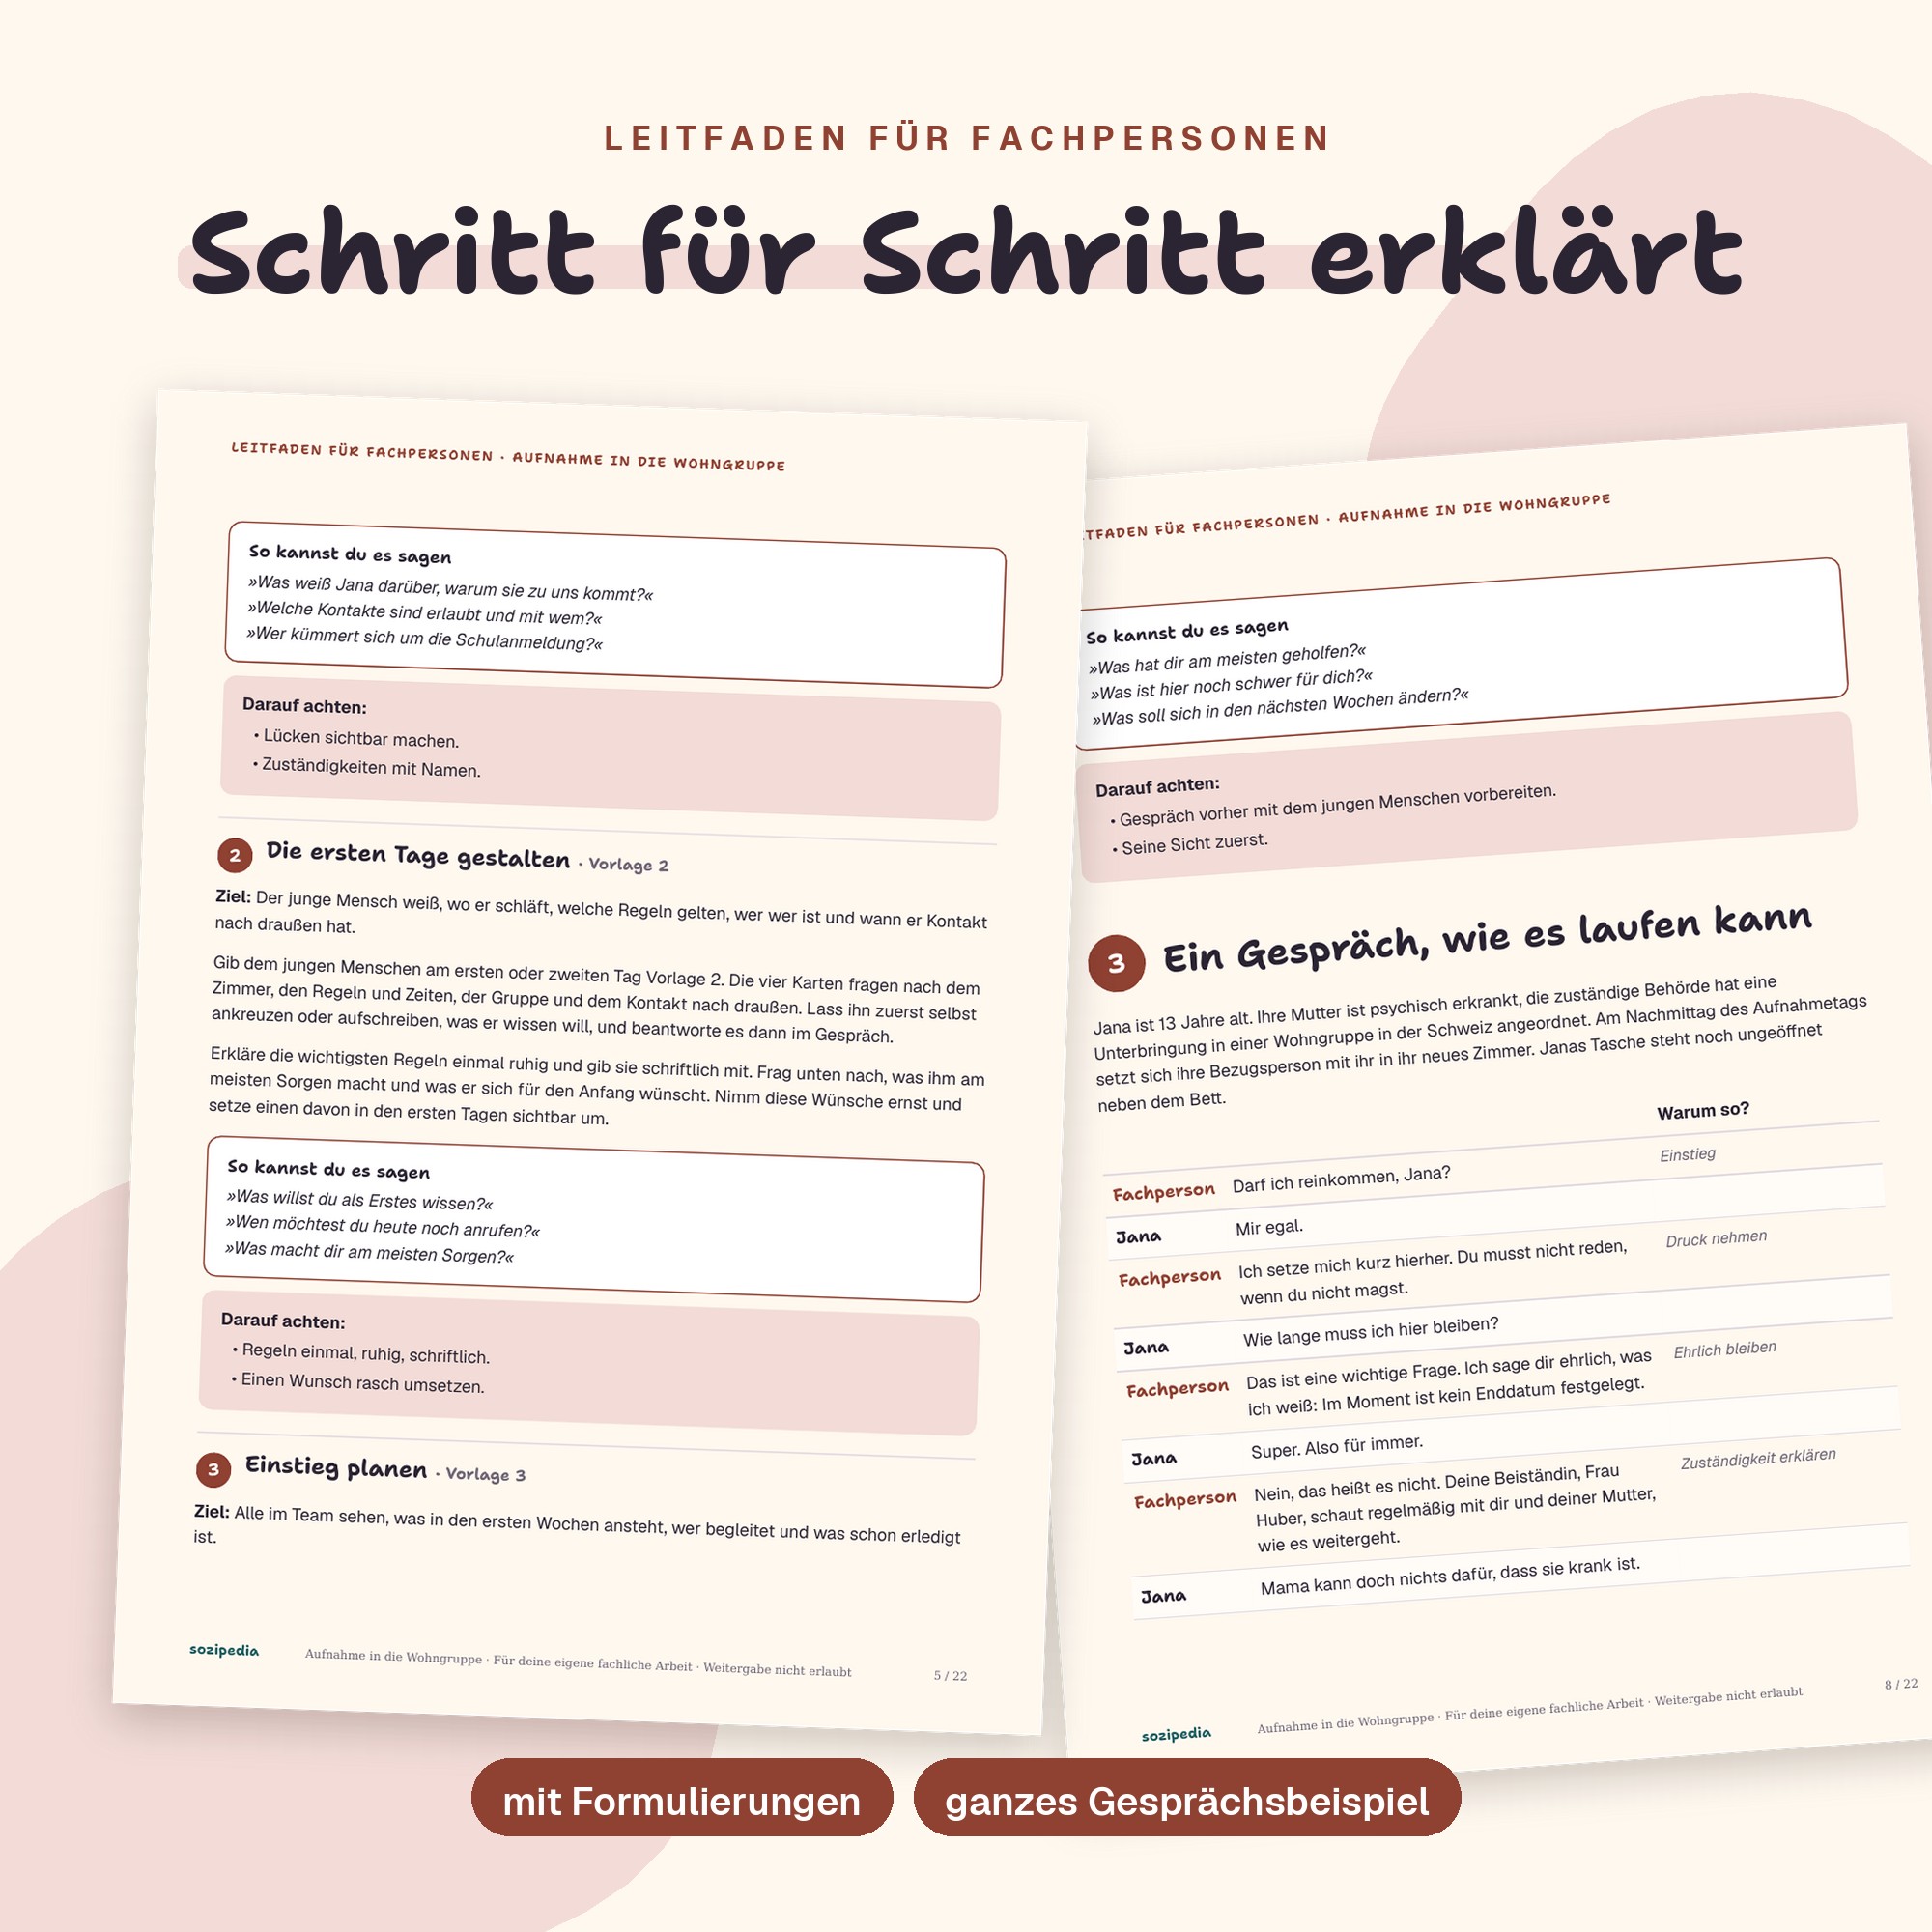 LEITFADEN FÜR FACHPERSONEN
Schritt für Schritt erklärt
LEITFADEN FÜR FACHPERSONEN · AUFNAHME IN DIE WOHNGRUPPE
So kannst du es sagen
»Was weiß Jana darüber, warum sie zu uns kommt?«
»Welche Kontakte sind erlaubt und mit wem?«
»Wer kümmert sich um die Schulanmeldung?«
Darauf achten:
• Lücken sichtbar machen.
• Zuständigkeiten mit Namen.
2 Die ersten Tage gestalten · Vorlage 2
Ziel: Der junge Mensch weiß, wo er schläft, welche Regeln gelten, wer wer ist und wann er Kontakt
nach draußen hat.
Gib dem jungen Menschen am ersten oder zweiten Tag Vorlage 2. Die vier Karten fragen nach dem
Zimmer, den Regeln und Zeiten, der Gruppe und dem Kontakt nach draußen. Lass ihn zuerst selbst
ankreuzen oder aufschreiben, was er wissen will, und beantworte es dann im Gespräch.
Erkläre die wichtigsten Regeln einmal ruhig und gib sie schriftlich mit. Frag unten nach, was ihm am
meisten Sorgen macht und was er sich für den Anfang wünscht. Nimm diese Wünsche ernst und
setze einen davon in den ersten Tagen sichtbar um.
So kannst du es sagen
»Was willst du als Erstes wissen?«
»Wen möchtest du heute noch anrufen?«
»Was macht dir am meisten Sorgen?«
Darauf achten:
• Regeln einmal, ruhig, schriftlich.
• Einen Wunsch rasch umsetzen.
3 Einstieg planen · Vorlage 3
Ziel: Alle im Team sehen, was in den ersten Wochen ansteht, wer begleitet und was schon erledigt
ist.
sozipedia Aufnahme in die Wohngruppe · Für deine eigene fachliche Arbeit · Weitergabe nicht erlaubt 5 / 22
TFADEN FÜR FACHPERSONEN · AUFNAHME IN DIE WOHNGRUPPE
So kannst du es sagen
»Was hat dir am meisten geholfen?«
»Was ist hier noch schwer für dich?«
»Was soll sich in den nächsten Wochen ändern?«
Darauf achten:
• Gespräch vorher mit dem jungen Menschen vorbereiten.
• Seine Sicht zuerst.
3 Ein Gespräch, wie es laufen kann
Jana ist 13 Jahre alt. Ihre Mutter ist psychisch erkrankt, die zuständige Behörde hat eine
Unterbringung in einer Wohngruppe in der Schweiz angeordnet. Am Nachmittag des Aufnahmetags
setzt sich ihre Bezugsperson mit ihr in ihr neues Zimmer. Janas Tasche steht noch ungeöffnet
neben dem Bett.
Warum so?
Fachperson Darf ich reinkommen, Jana? Einstieg
Jana Mir egal.
Fachperson Ich setze mich kurz hierher. Du musst nicht reden, Druck nehmen
wenn du nicht magst.
Jana Wie lange muss ich hier bleiben?
Fachperson Das ist eine wichtige Frage. Ich sage dir ehrlich, was Ehrlich bleiben
ich weiß: Im Moment ist kein Enddatum festgelegt.
Jana Super. Also für immer.
Fachperson Nein, das heißt es nicht. Deine Beiständin, Frau Zuständigkeit erklären
Huber, schaut regelmäßig mit dir und deiner Mutter,
wie es weitergeht.
Jana Mama kann doch nichts dafür, dass sie krank ist.
sozipedia Aufnahme in die Wohngruppe · Für deine eigene fachliche Arbeit · Weitergabe nicht erlaubt 8 / 22
mit Formulierungen
ganzes Gesprächsbeispiel